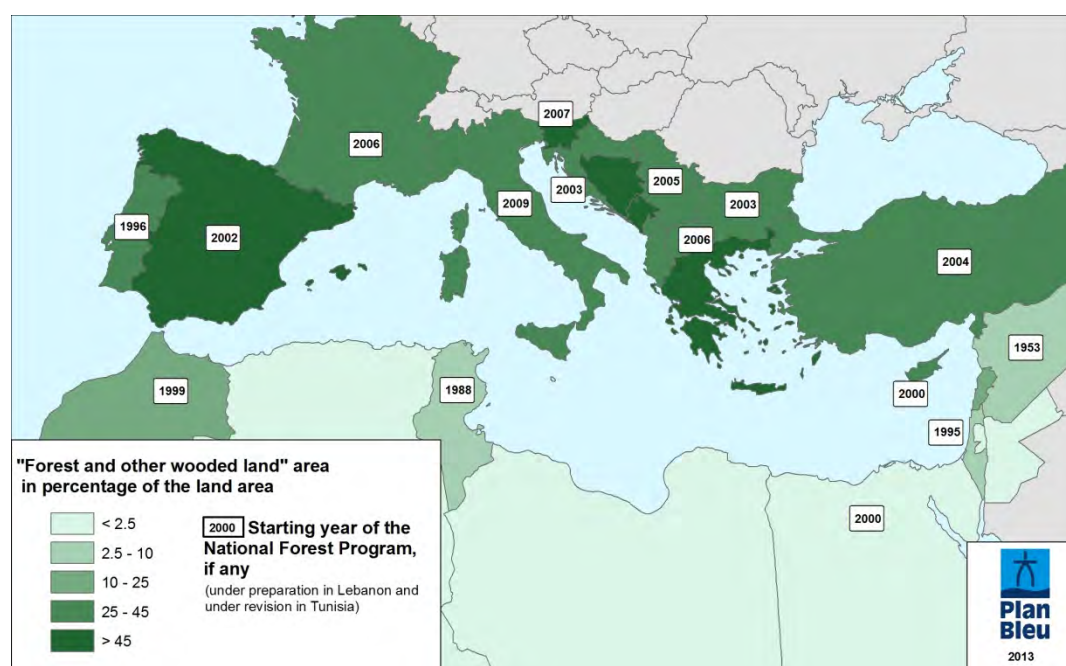 2007
2006
2005
2003
2009
2003
1996
2002
2006
2004
1953
1999
1988
2000
1995
2000
"Forest and other wooded land" area
in percentage of the land area
< 2.5
2.5 - 10
10 - 25
25 - 45
> 45
2000 Starting year of the
National Forest Program,
if any
(under preparation in Lebanon and
under revision in Tunisia)
Plan
Bleu
2013